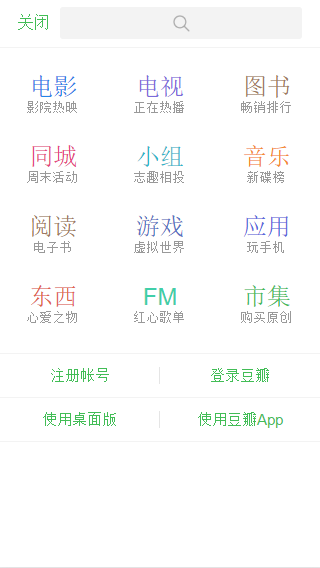 关闭
电影 电视 图书
影院热映 正在热播 畅销排行
同城 小组 音乐
周末活动 志趣相投 新碟榜
阅读 游戏 应用
电子书 虚拟世界 玩手机
东西 FM 市集
心爱之物 红心歌单 购买原创
注册帐号 登录豆瓣
使用桌面版 使用豆瓣App